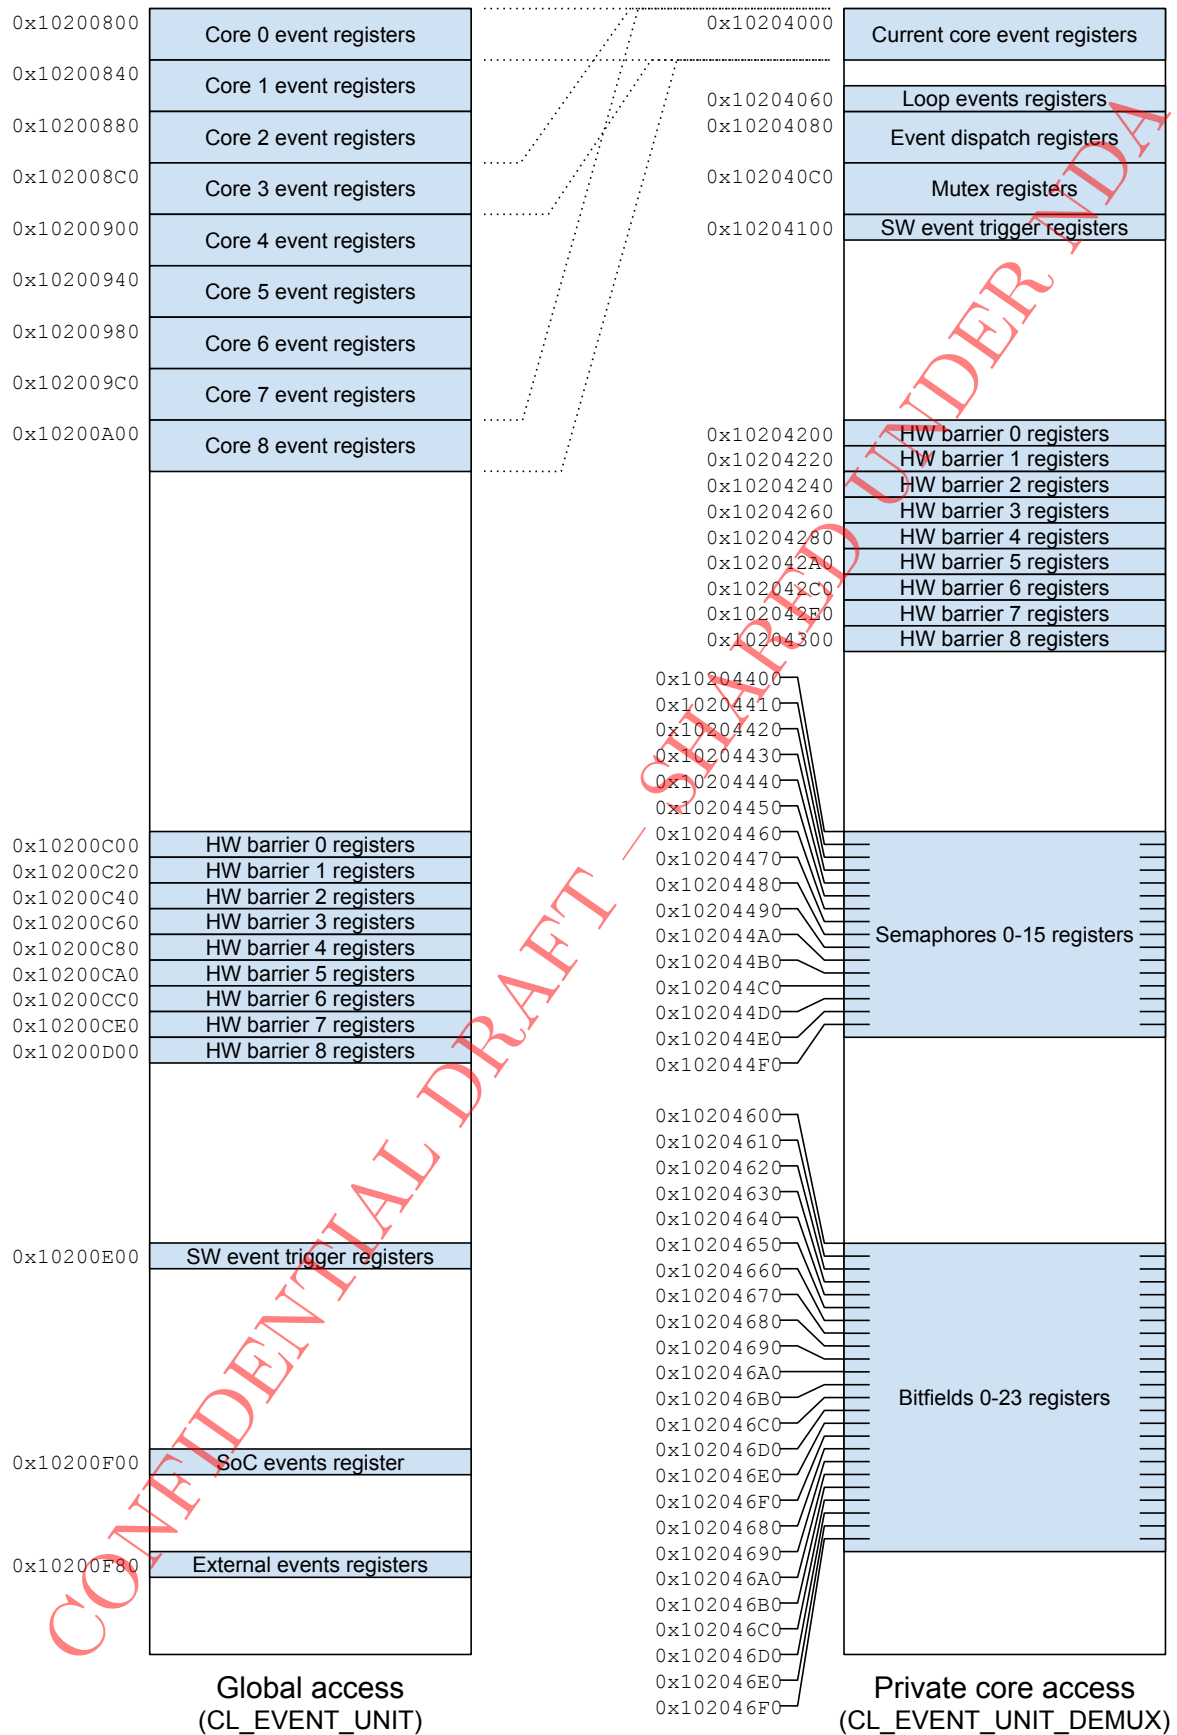 0x10200800
Core 0 event registers
0x10200840
Core 1 event registers
0x10200880
Core 2 event registers
0x102008C0
Core 3 event registers
0x10200900
Core 4 event registers
0x10200940
Core 5 event registers
0x10200980
Core 6 event registers
0x102009C0
Core 7 event registers
0x10200A00
Core 8 event registers
0x10200C00
HW barrier 0 registers
0x10200C20
HW barrier 1 registers
0x10200C40
HW barrier 2 registers
0x10200C60
HW barrier 3 registers
0x10200C80
HW barrier 4 registers
0x10200CA0
HW barrier 5 registers
0x10200CC0
HW barrier 6 registers
0x10200CE0
HW barrier 7 registers
0x10200D00
HW barrier 8 registers
0x10200E00
SW event trigger registers
0x10200F00
SoC events register
0x10200F80
External events registers
Global access
(CL_EVENT_UNIT)
0x10204000
Current core event registers
0x10204060
Loop events registers
0x10204080
Event dispatch registers
0x102040C0
Mutex registers
0x10204100
SW event trigger registers
0x10204200
HW barrier 0 registers
0x10204220
HW barrier 1 registers
0x10204240
HW barrier 2 registers
0x10204260
HW barrier 3 registers
0x10204280
HW barrier 4 registers
0x102042A0
HW barrier 5 registers
0x102042C0
HW barrier 6 registers
0x102042E0
HW barrier 7 registers
0x10204300
HW barrier 8 registers
0x10204400
0x10204410
0x10204420
0x10204430
0x10204440
0x10204450
0x10204460
0x10204470
0x10204480
0x10204490
0x102044A0
0x102044B0
0x102044C0
0x102044D0
0x102044E0
0x102044F0
Semaphores 0-15 registers
0x10204600
0x10204610
0x10204620
0x10204630
0x10204640
0x10204650
0x10204660
0x10204670
0x10204680
0x10204690
0x102046A0
0x102046B0
0x102046C0
0x102046D0
0x102046E0
0x102046F0
0x10204680
0x10204690
0x102046A0
0x102046B0
0x102046C0
0x102046D0
0x102046E0
0x102046F0
Bitfields 0-23 registers
Private core access
(CL_EVENT_UNIT_DEMUX)
CONFIDENTIAL DRAFT – SHARED UNDER NDA